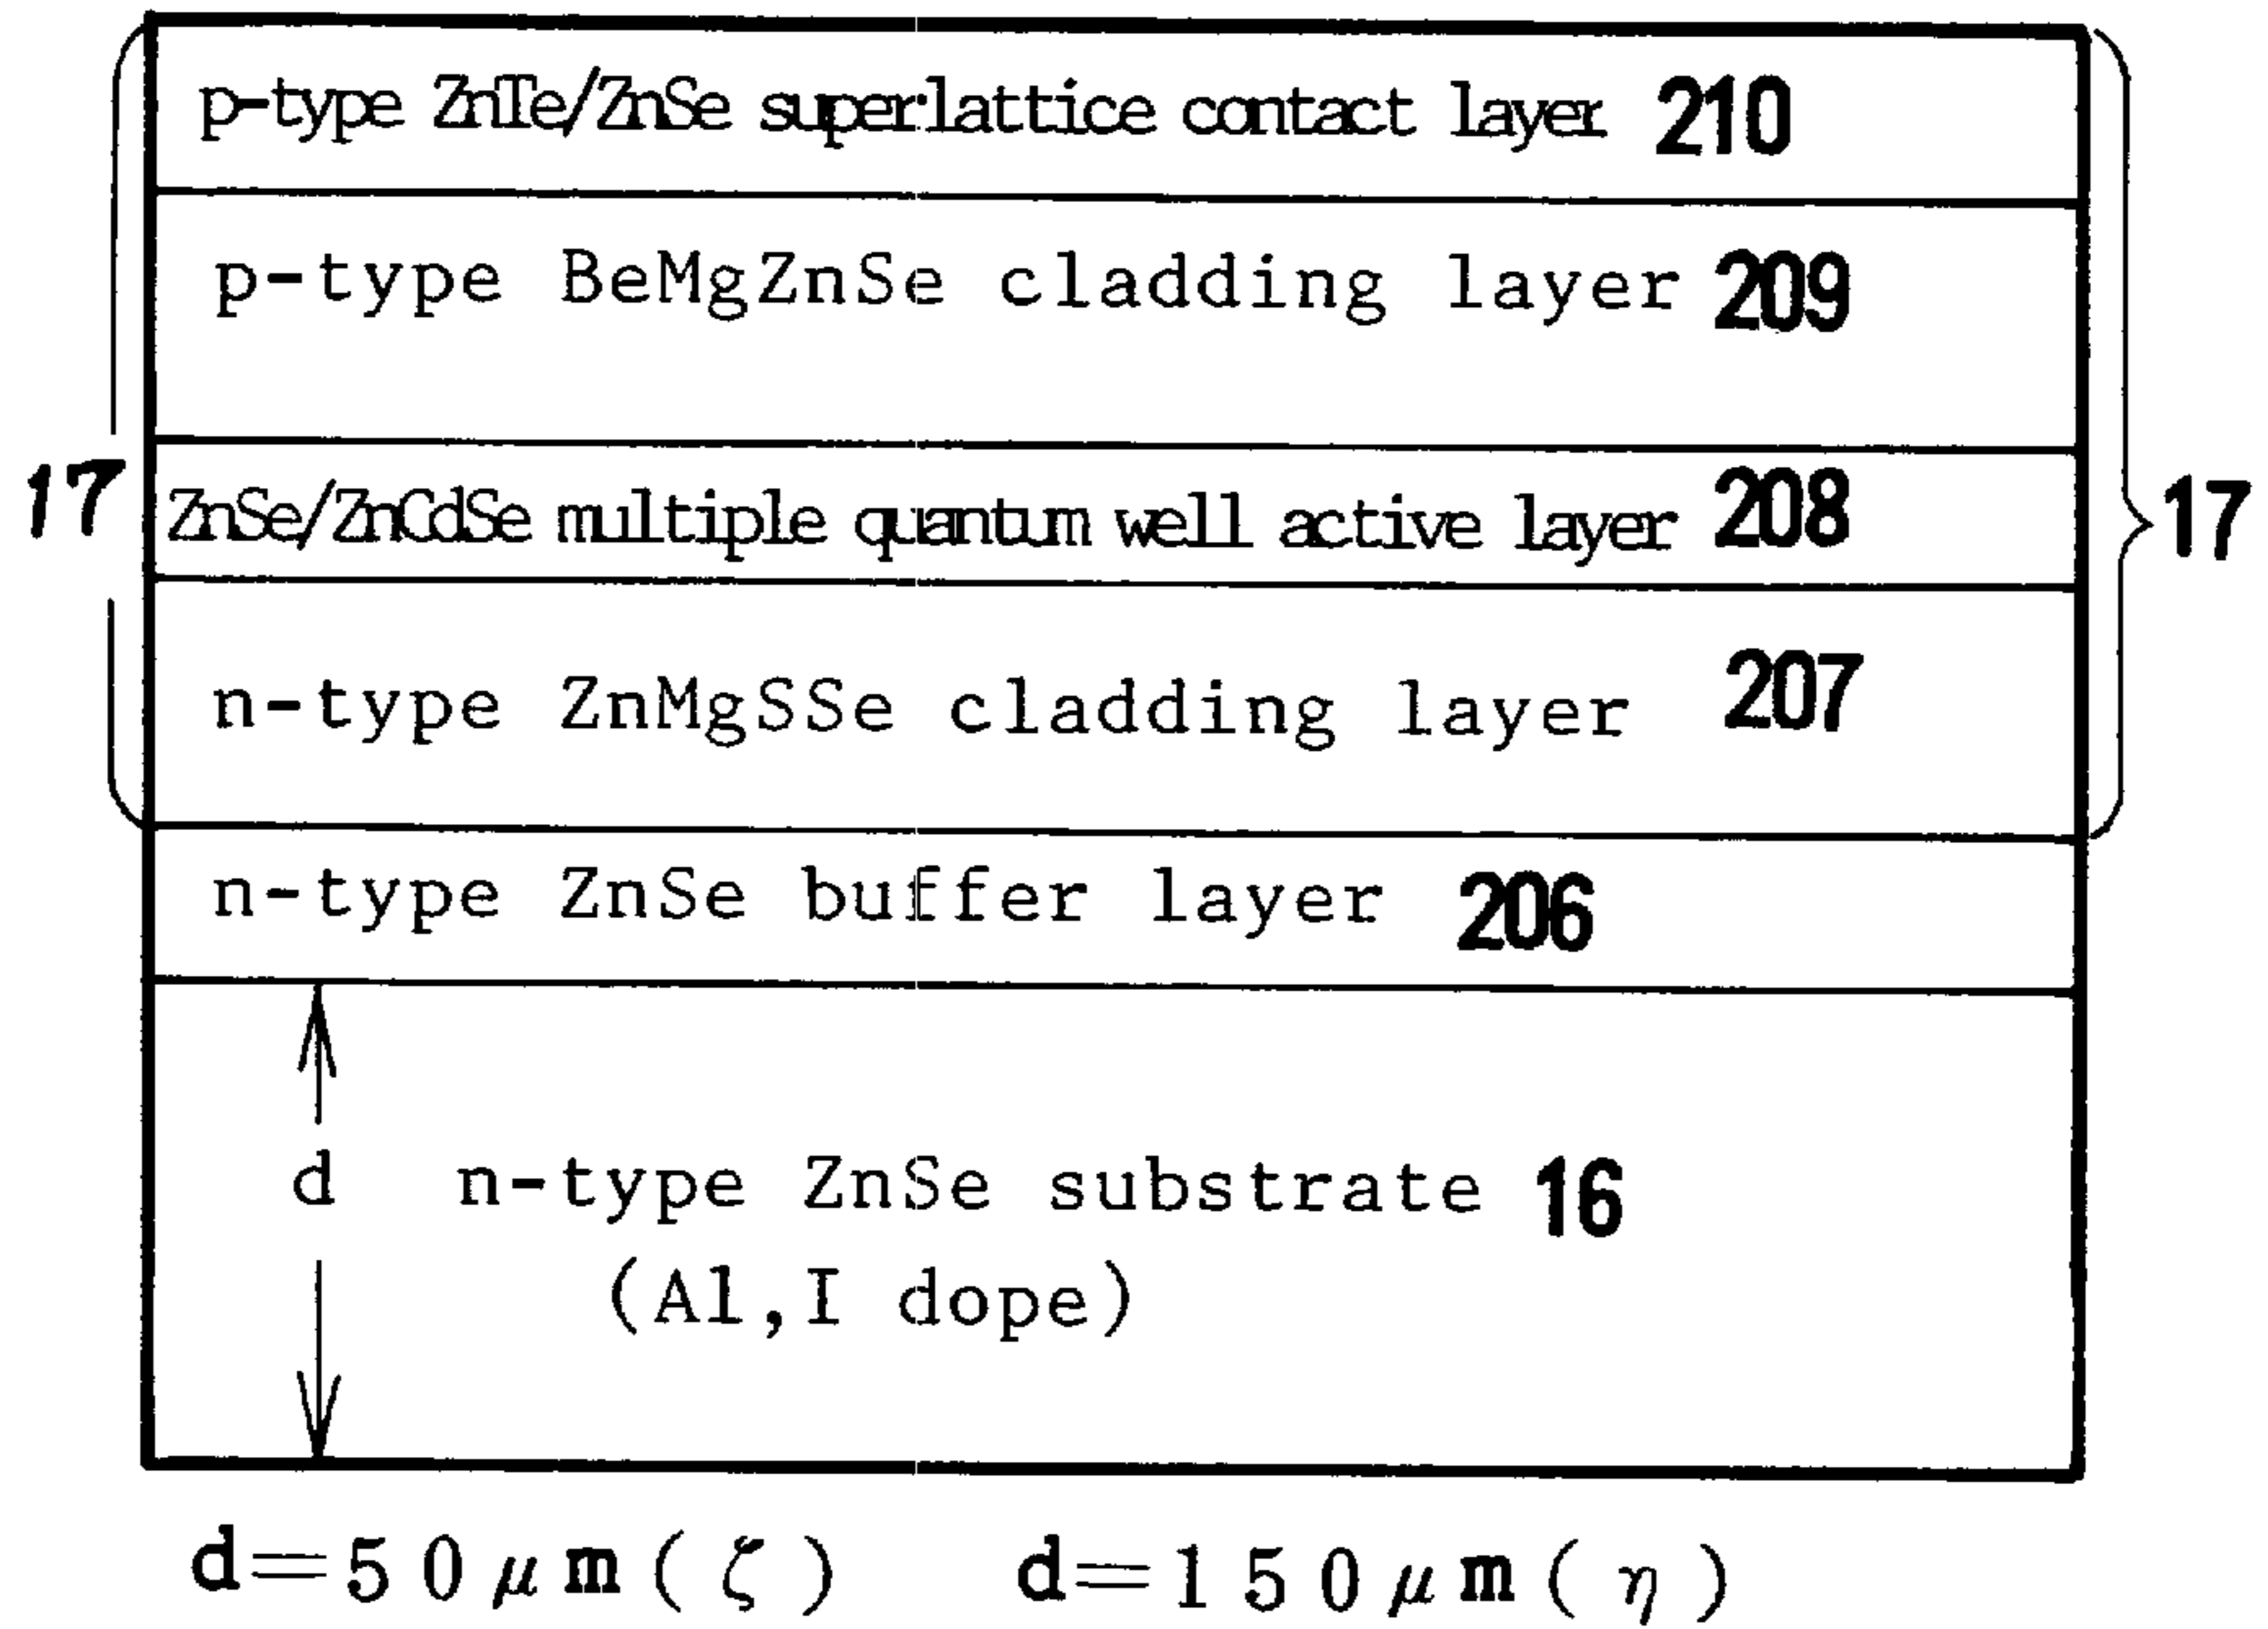 p-type ZnTe/ZnSe superlattice contact layer 210
p-type BeMgZnSe cladding layer 209
17 ZnSe/ZnCdSe multiple quantum well active layer 208 17
n-type ZnMgSSe cladding layer 207
n-type ZnSe buffer layer 206
d n-type ZnSe substrate 16
(Al,I dope)
d=50μm(ζ) d=150μm(η)